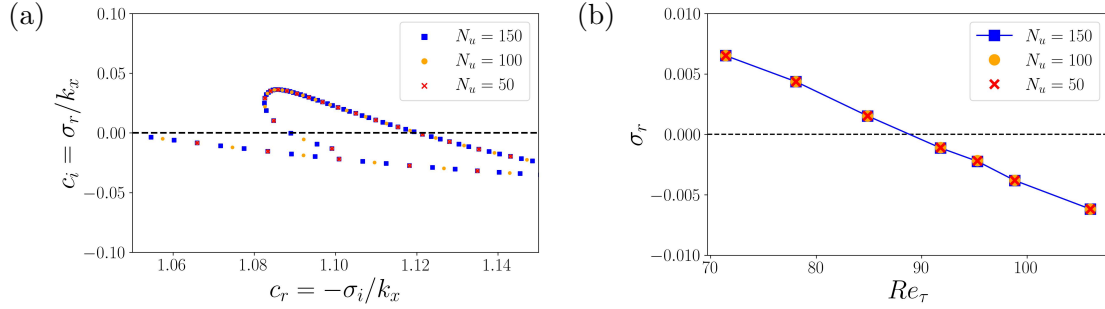 (a)
0.10
0.05
0.00
−0.05
−0.10
c_i = σ_r/k_x
N_u = 150
N_u = 100
N_u = 50
1.06
1.08
1.10
1.12
1.14
c_r = −σ_i/k_x
(b)
0.010
0.005
0.000
−0.005
−0.010
σ_r
N_u = 150
N_u = 100
N_u = 50
70
80
90
100
Re_τ